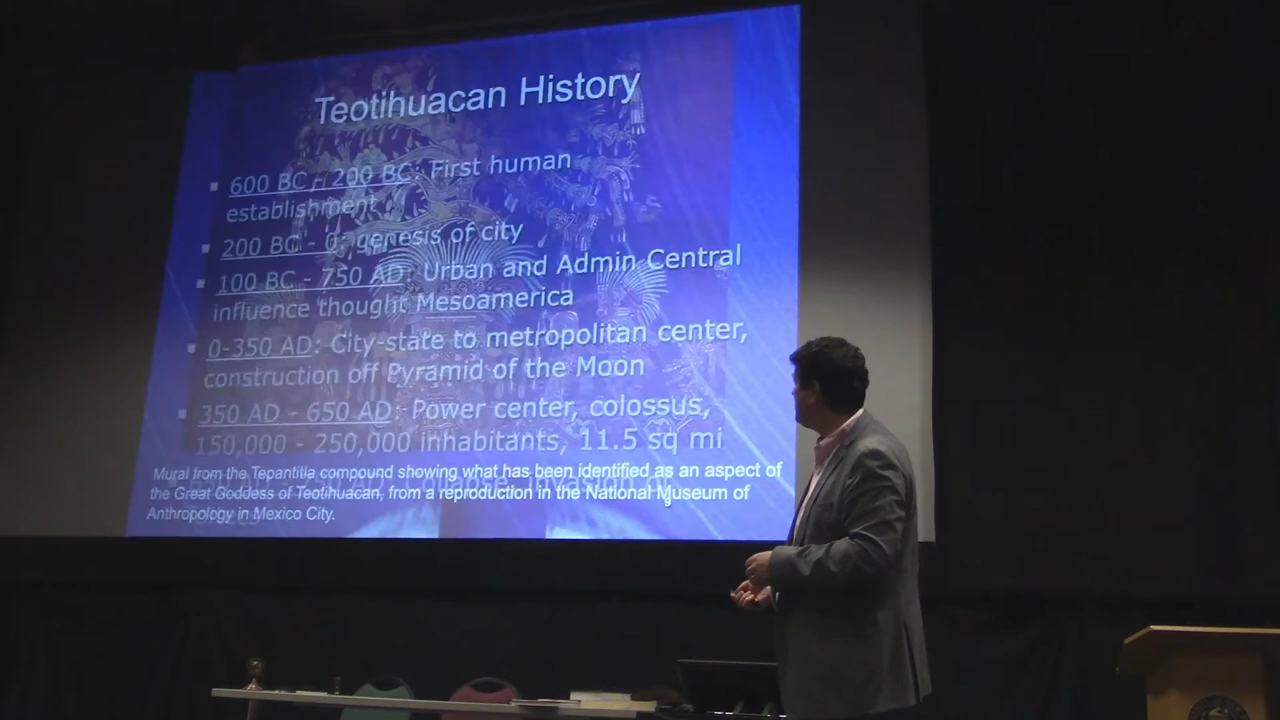 Teotihuacan History
600 BC - 200 BC: First human
establishment
200 BC - 0: genesis of city
100 BC - 750 AD: Urban and Admin Central
influence thought Mesoamerica
0-350 AD: City-state to metropolitan center,
construction off Pyramid of the Moon
350 AD - 650 AD: Power center, colossus,
150,000 - 250,000 inhabitants, 11.5 sq mi
Mural from the Tepantitla compound showing what has been identified as an aspect of
the Great Goddess of Teotihuacan, from a reproduction in the National Museum of
Anthropology in Mexico City.